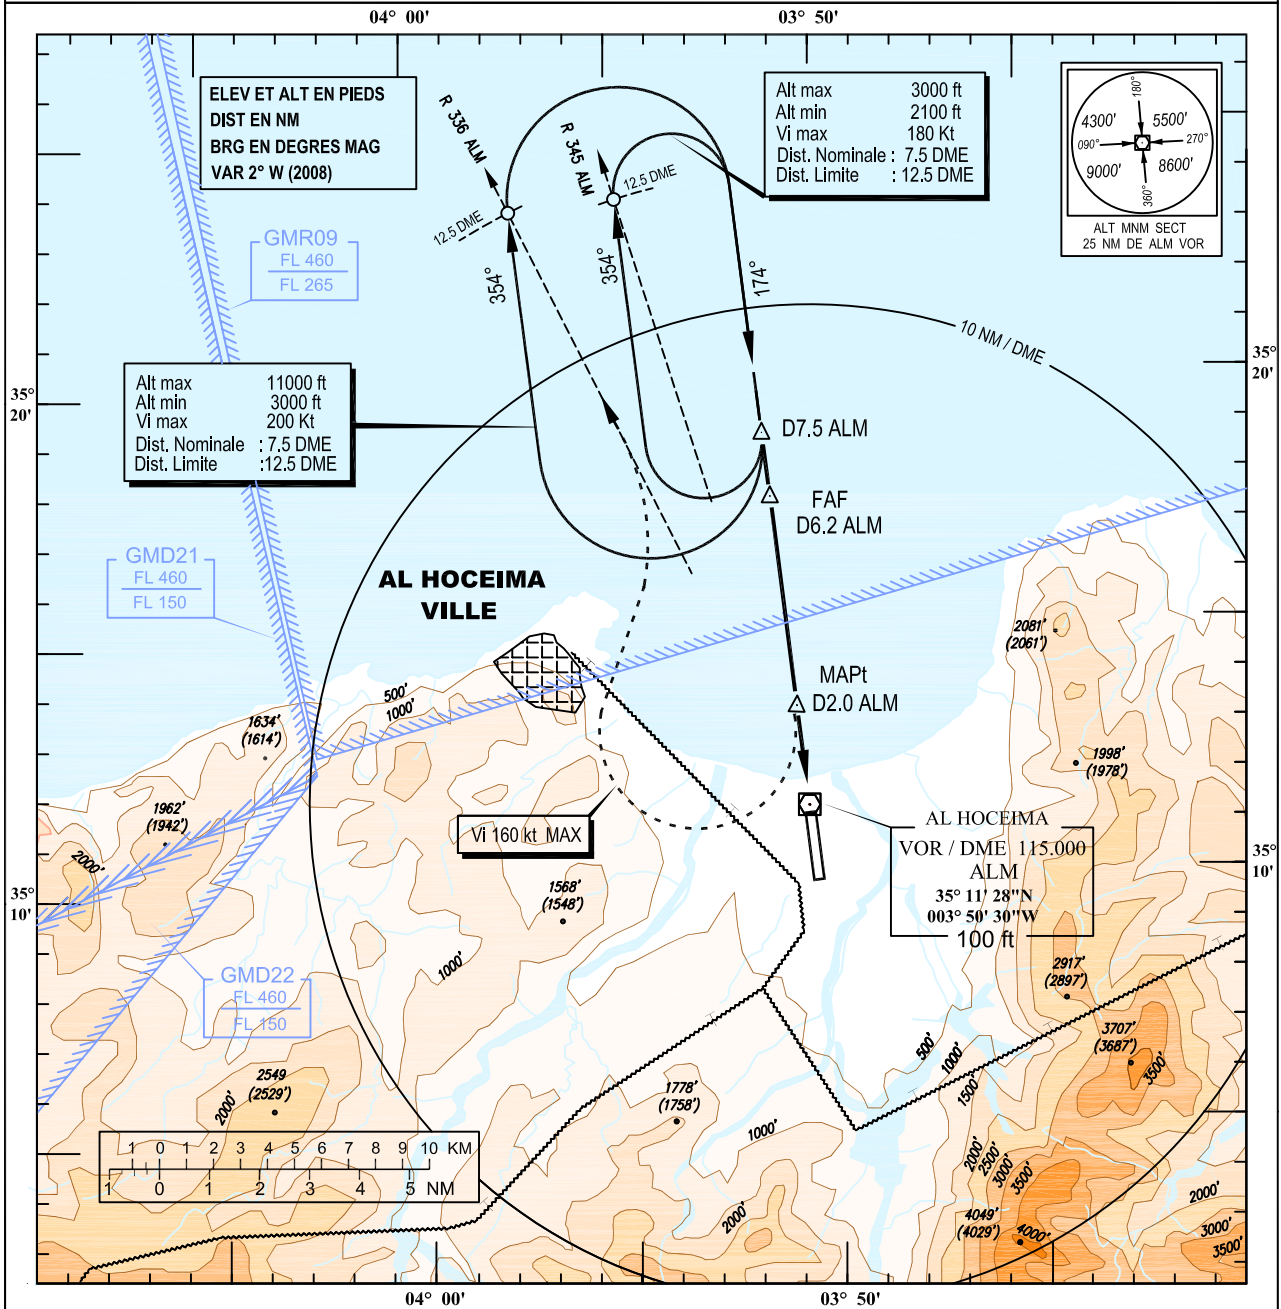 04° 00'
03° 50'
ELEV ET ALT EN PIEDS
DIST EN NM
BRG EN DEGRES MAG
VAR 2° W (2008)
R 336 ALM
R 345 ALM
12.5 DME
12.5 DME
354°
354°
174°
Alt max 3000 ft
Alt min 2100 ft
Vi max 180 Kt
Dist. Nominale : 7.5 DME
Dist. Limite : 12.5 DME
180°
4300' 5500'
090° 270°
9000' 8600'
360°
ALT MNM SECT
25 NM DE ALM VOR
GMR09
FL 460
FL 265
10 NM / DME
35°
20'
35°
20'
Alt max 11000 ft
Alt min 3000 ft
Vi max 200 Kt
Dist. Nominale : 7.5 DME
Dist. Limite :12.5 DME
D7.5 ALM
FAF
D6.2 ALM
GMD21
FL 460
FL 150
AL HOCEIMA
VILLE
2081'
(2061')
MAPt
D2.0 ALM
500'
1000'
1634'
(1614')
1998'
(1978')
1962'
(1942')
2000'
Vi 160 kt MAX
AL HOCEIMA
VOR / DME 115.000
ALM
35° 11' 28"N
003° 50' 30"W
100 ft
35°
10'
35°
10'
1568'
(1548')
1000'
GMD22
FL 460
FL 150
2917'
(2897')
3707'
(3687')
3500'
500'
1000'
1500'
2549
(2529')
2000'
1778'
(1758')
1000'
2000'
2500'
3000'
3500'
1 0 1 2 3 4 5 6 7 8 9 10 KM
1 0 1 2 3 4 5 NM
2000'
4049'
(4029')
4000'
2000'
3000'
3500'
04° 00'
03° 50'